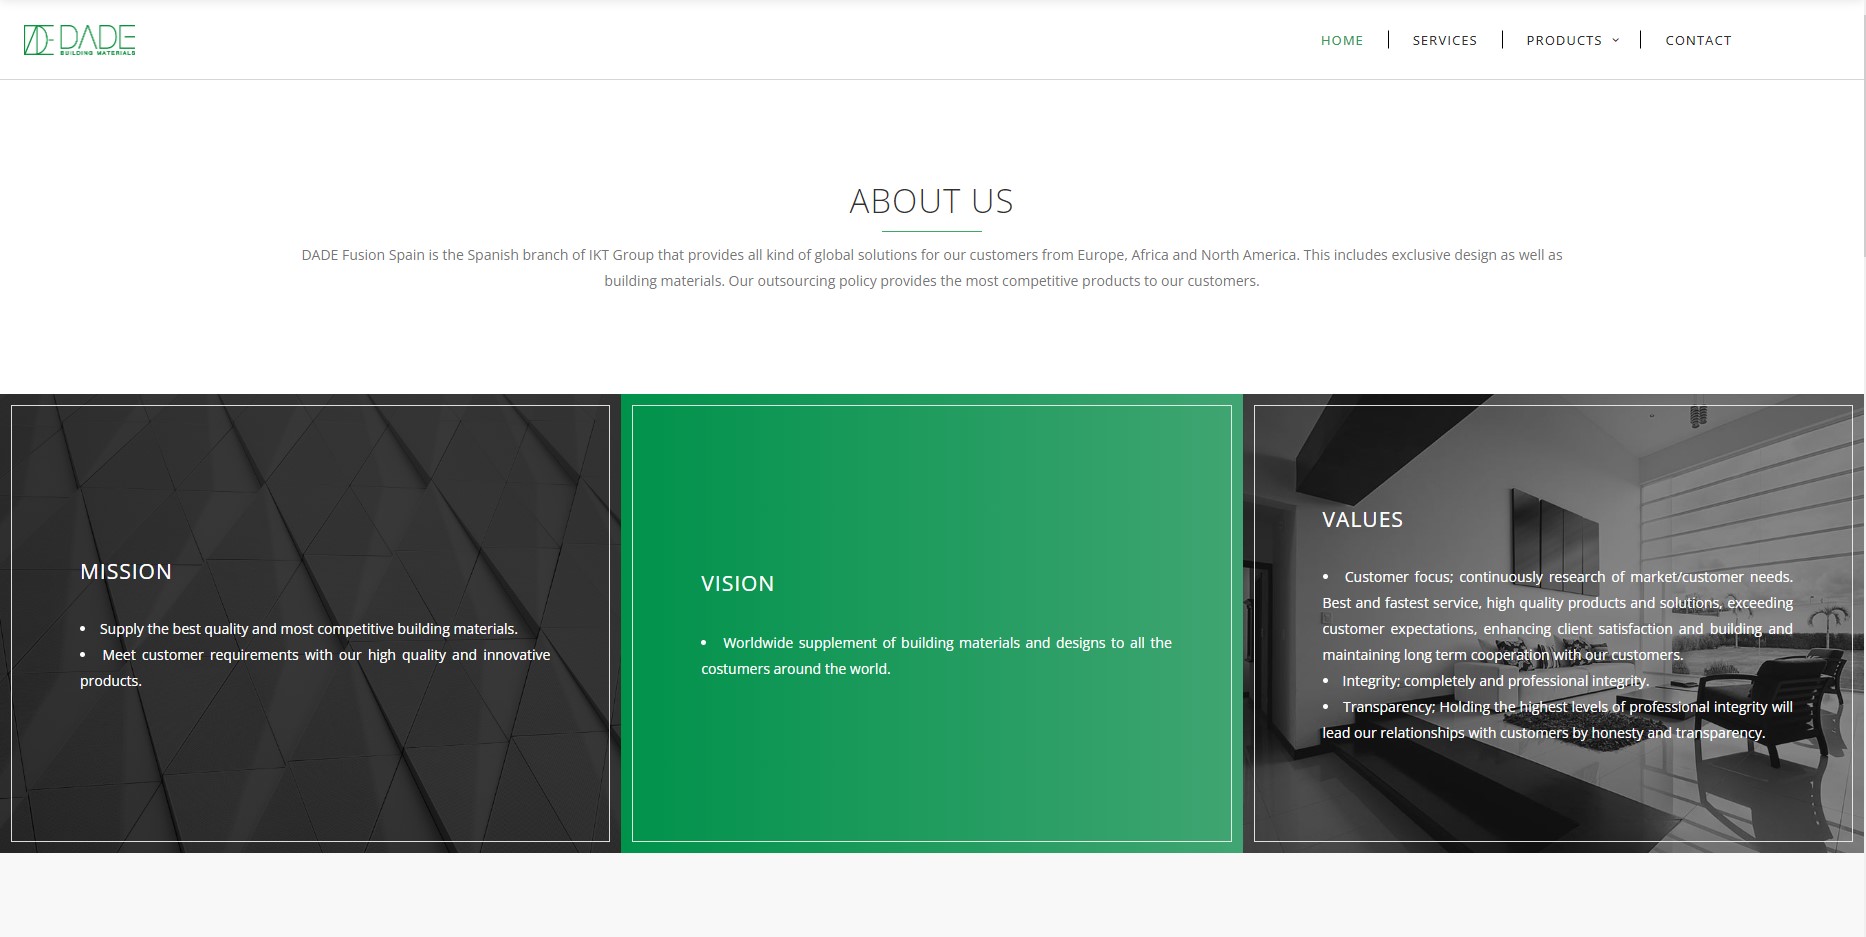 DADE
BUILDING MATERIALS
HOME
SERVICES
PRODUCTS
CONTACT
ABOUT US
DADE Fusion Spain is the Spanish branch of IKT Group that provides all kind of global solutions for our customers from Europe, Africa and North America. This includes exclusive design as well as
building materials. Our outsourcing policy provides the most competitive products to our customers.
MISSION
• Supply the best quality and most competitive building materials.
• Meet customer requirements with our high quality and innovative
products.
VISION
• Worldwide supplement of building materials and designs to all the
costumers around the world.
VALUES
• Customer focus; continuously research of market/customer needs.
Best and fastest service, high quality products and solutions, exceeding
customer expectations, enhancing client satisfaction and building and
maintaining long term cooperation with our customers.
• Integrity; completely and professional integrity.
• Transparency; Holding the highest levels of professional integrity will
lead our relationships with customers by honesty and transparency.